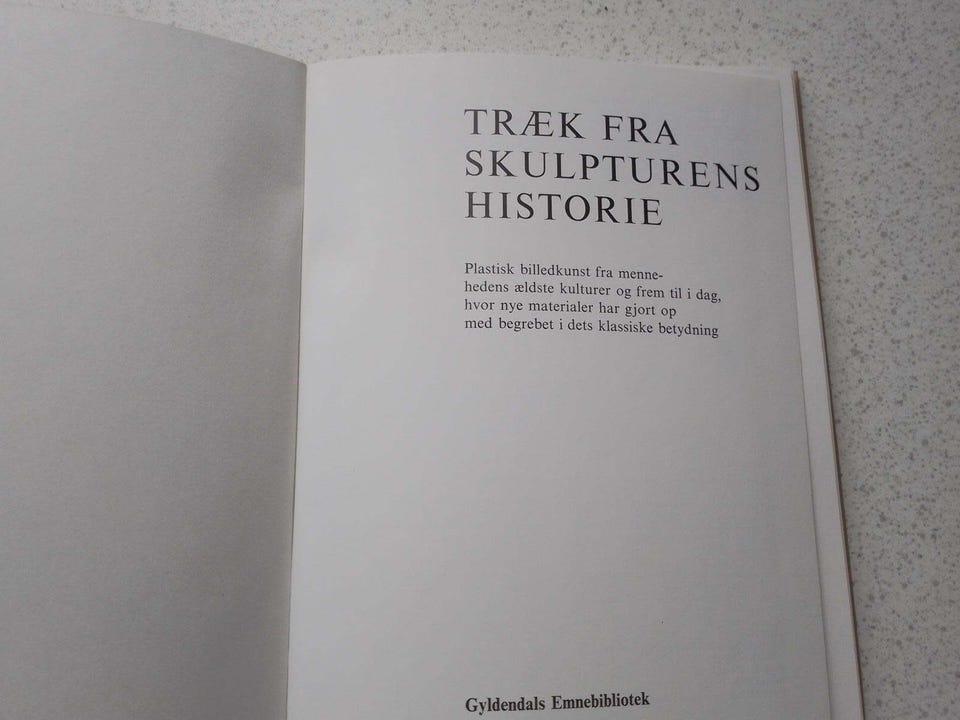 TRÆK FRA
SKULPTURENS
HISTORIE
Plastisk billedkunst fra menne-
hedens ældste kulturer og frem til i dag,
hvor nye materialer har gjort op
med begrebet i dets klassiske betydning
Gyldendals Emnebibliotek